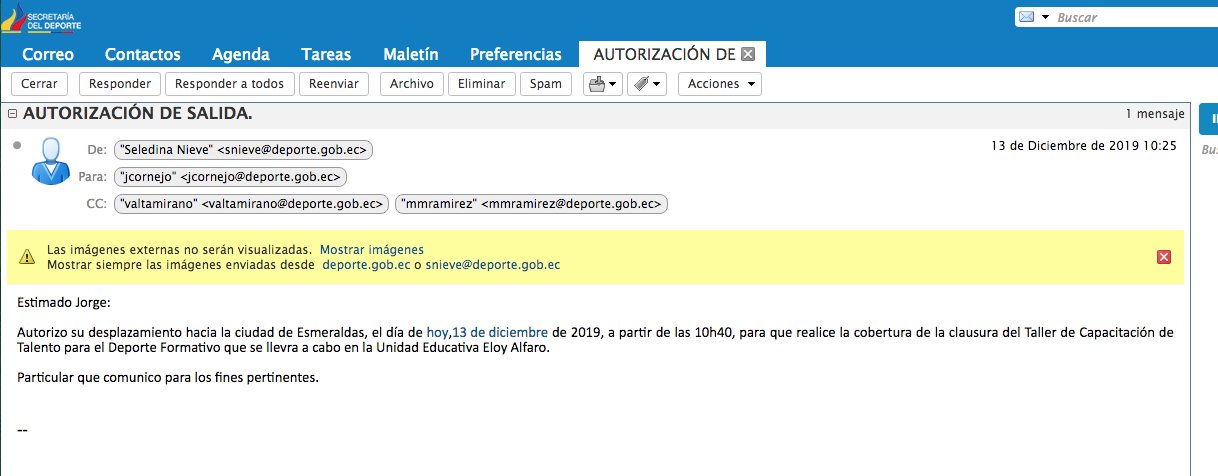 SECRETARÍA
DEL DEPORTE
Buscar
Correo Contactos Agenda Tareas Maletín Preferencias AUTORIZACIÓN DE
Cerrar Responder Responder a todos Reenviar Archivo Eliminar Spam Acciones
AUTORIZACIÓN DE SALIDA. 1 mensaje
De: "Seledina Nieve" <snieve@deporte.gob.ec> 13 de Diciembre de 2019 10:25
Para: "jcornejo" <jcornejo@deporte.gob.ec>
CC: "valtamirano" <valtamirano@deporte.gob.ec> "mmramirez" <mmramirez@deporte.gob.ec>
Bus
Las imágenes externas no serán visualizadas. Mostrar imágenes
Mostrar siempre las imágenes enviadas desde deporte.gob.ec o snieve@deporte.gob.ec
Estimado Jorge:
Autorizo su desplazamiento hacia la ciudad de Esmeraldas, el día de hoy,13 de diciembre de 2019, a partir de las 10h40, para que realice la cobertura de la clausura del Taller de Capacitación de
Talento para el Deporte Formativo que se llevra a cabo en la Unidad Educativa Eloy Alfaro.
Particular que comunico para los fines pertinentes.
--